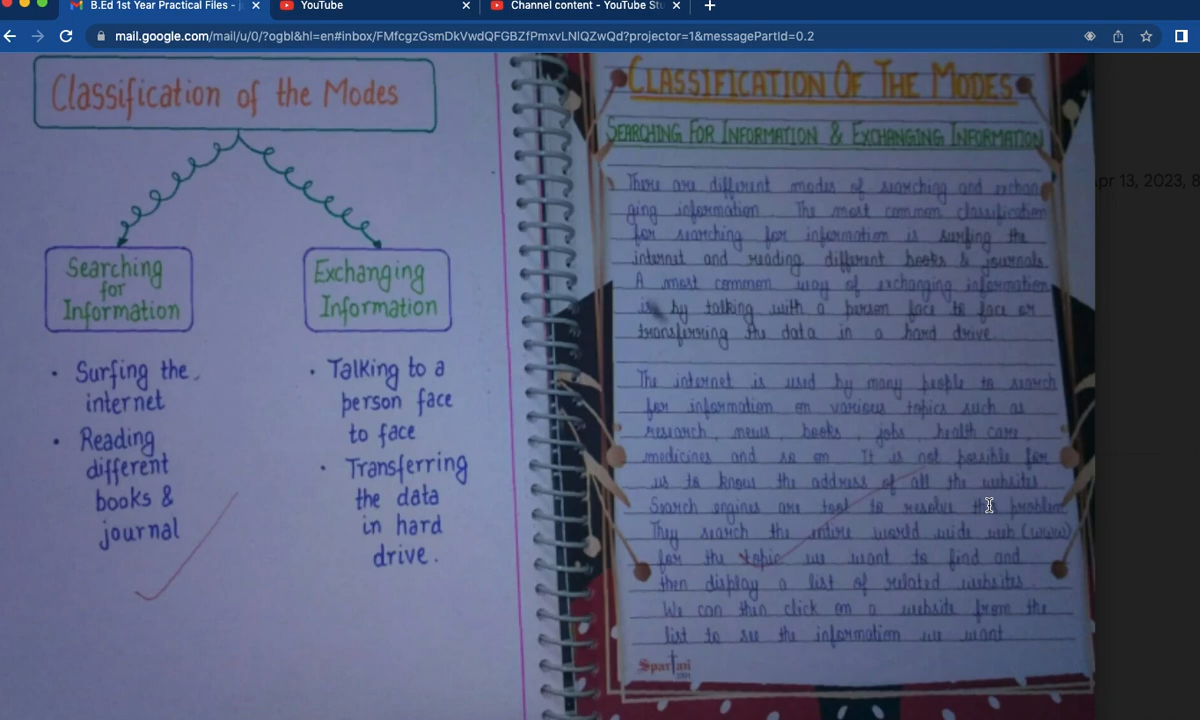 B.Ed 1st Year Practical Files -
YouTube
Channel content - YouTube Stu
mail.google.com/mail/u/0/?ogbl&hl=en#inbox/FMfcgzGsmDkVwdQFGBZfPmxvLNlQZwQd?projector=1&messagePartId=0.2
Classification of the Modes
Searching
for
Information
• Surfing the
internet
• Reading
different
books &
journal
Exchanging
Information
• Talking to a
person face
to face
• Transferring
the data
in hard
drive.
CLASSIFICATION OF THE MODES
SEARCHING FOR INFORMATION & EXCHANGING INFORMATION
There are different modes of searching and exchan
ging information. The most common classification
for searching for information is surfing the
internet and reading different books & journals.
A most common way of exchanging information
is by talking with a person face to face or
transferring the data in a hard drive.
The internet is used by many people to search
for information on various topics such as
research, news, books, jobs, health care,
medicines and so on. It is not possible for
us to know the address of all the websites.
Search engines are tool to resolve this problem.
They search the entire world wide web (www)
for the topic we want to find and
then display a list of related websites.
We can then click on a website from the
list to see the information we want.
Spartan
pr 13, 2023, 8